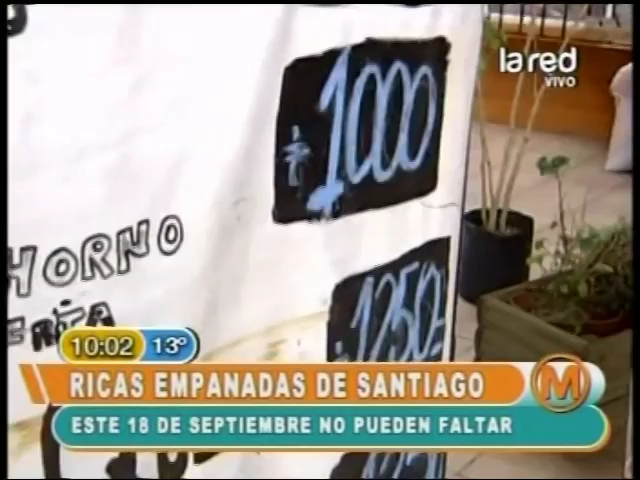 1000
la red
VIVO
HORNO
1250
10:02 13°
RICAS EMPANADAS DE SANTIAGO
M
ESTE 18 DE SEPTIEMBRE NO PUEDEN FALTAR